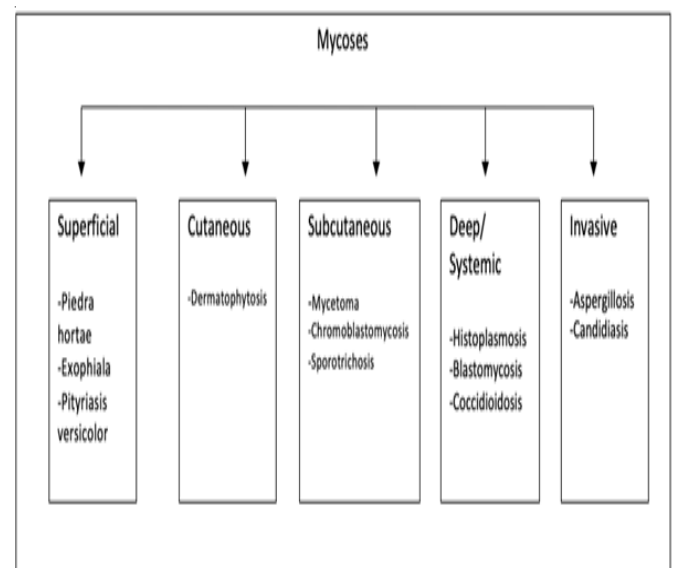 Mycoses
Superficial
-Piedra
hortae
-Exophiala
-Pityriasis
versicolor
Cutaneous
-Dermatophytosis
Subcutaneous
-Mycetoma
-Chromoblastomycosis
-Sporotrichosis
Deep/
Systemic
-Histoplasmosis
-Blastomycosis
-Coccidioidosis
Invasive
-Aspergillosis
-Candidiasis